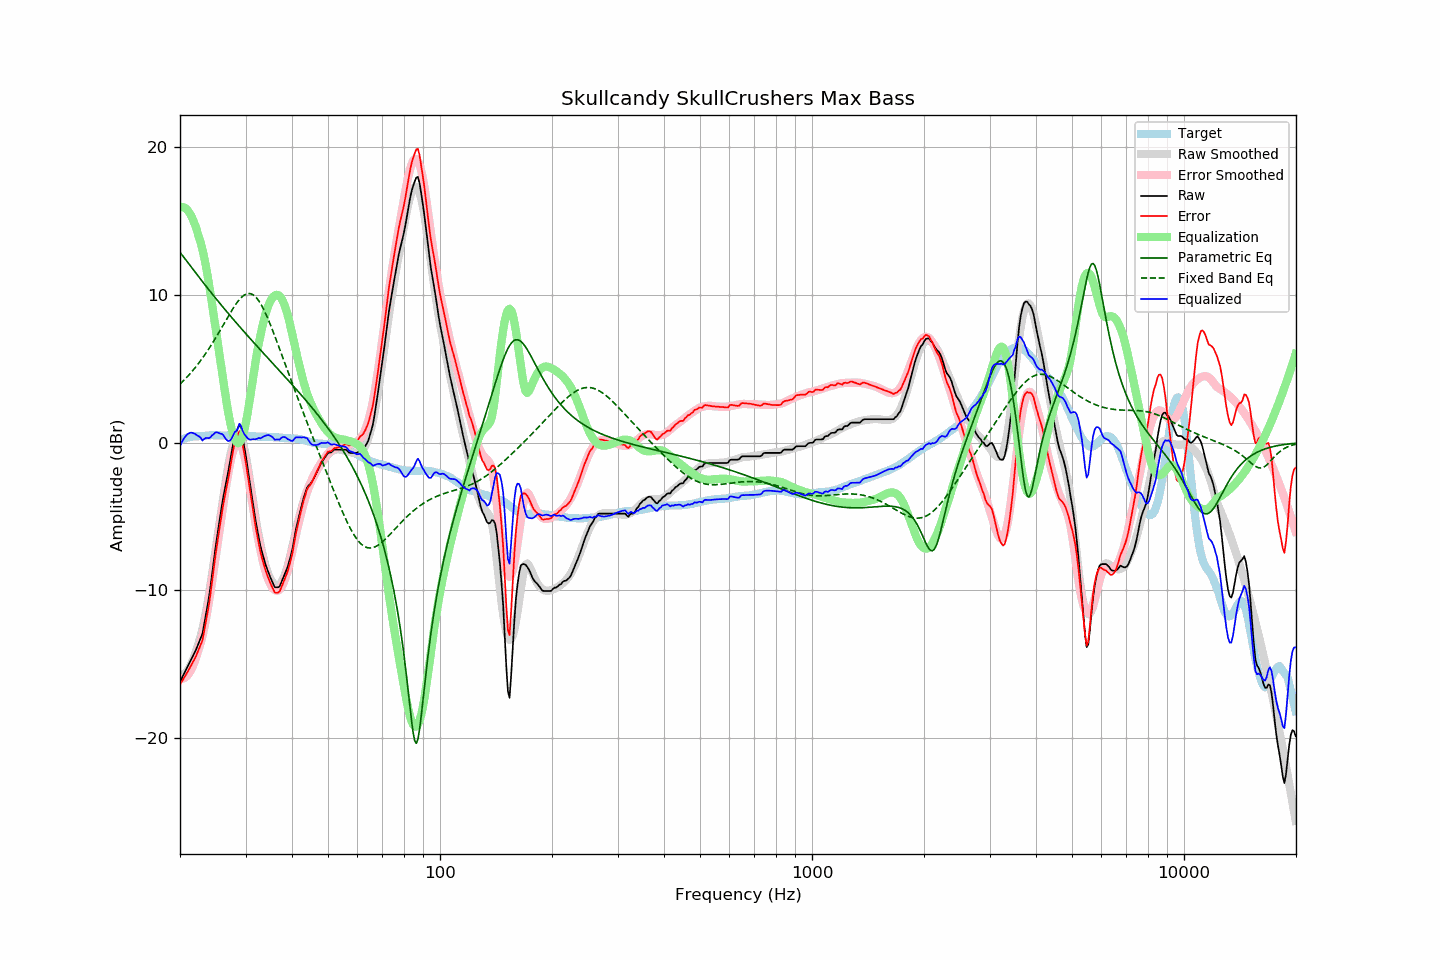 Skullcandy SkullCrushers Max Bass
Target
Raw Smoothed
Error Smoothed
Raw
Error
Equalization
Parametric Eq
Fixed Band Eq
Equalized
20
10
0
−10
−20
Amplitude (dBr)
100
1000
10000
Frequency (Hz)